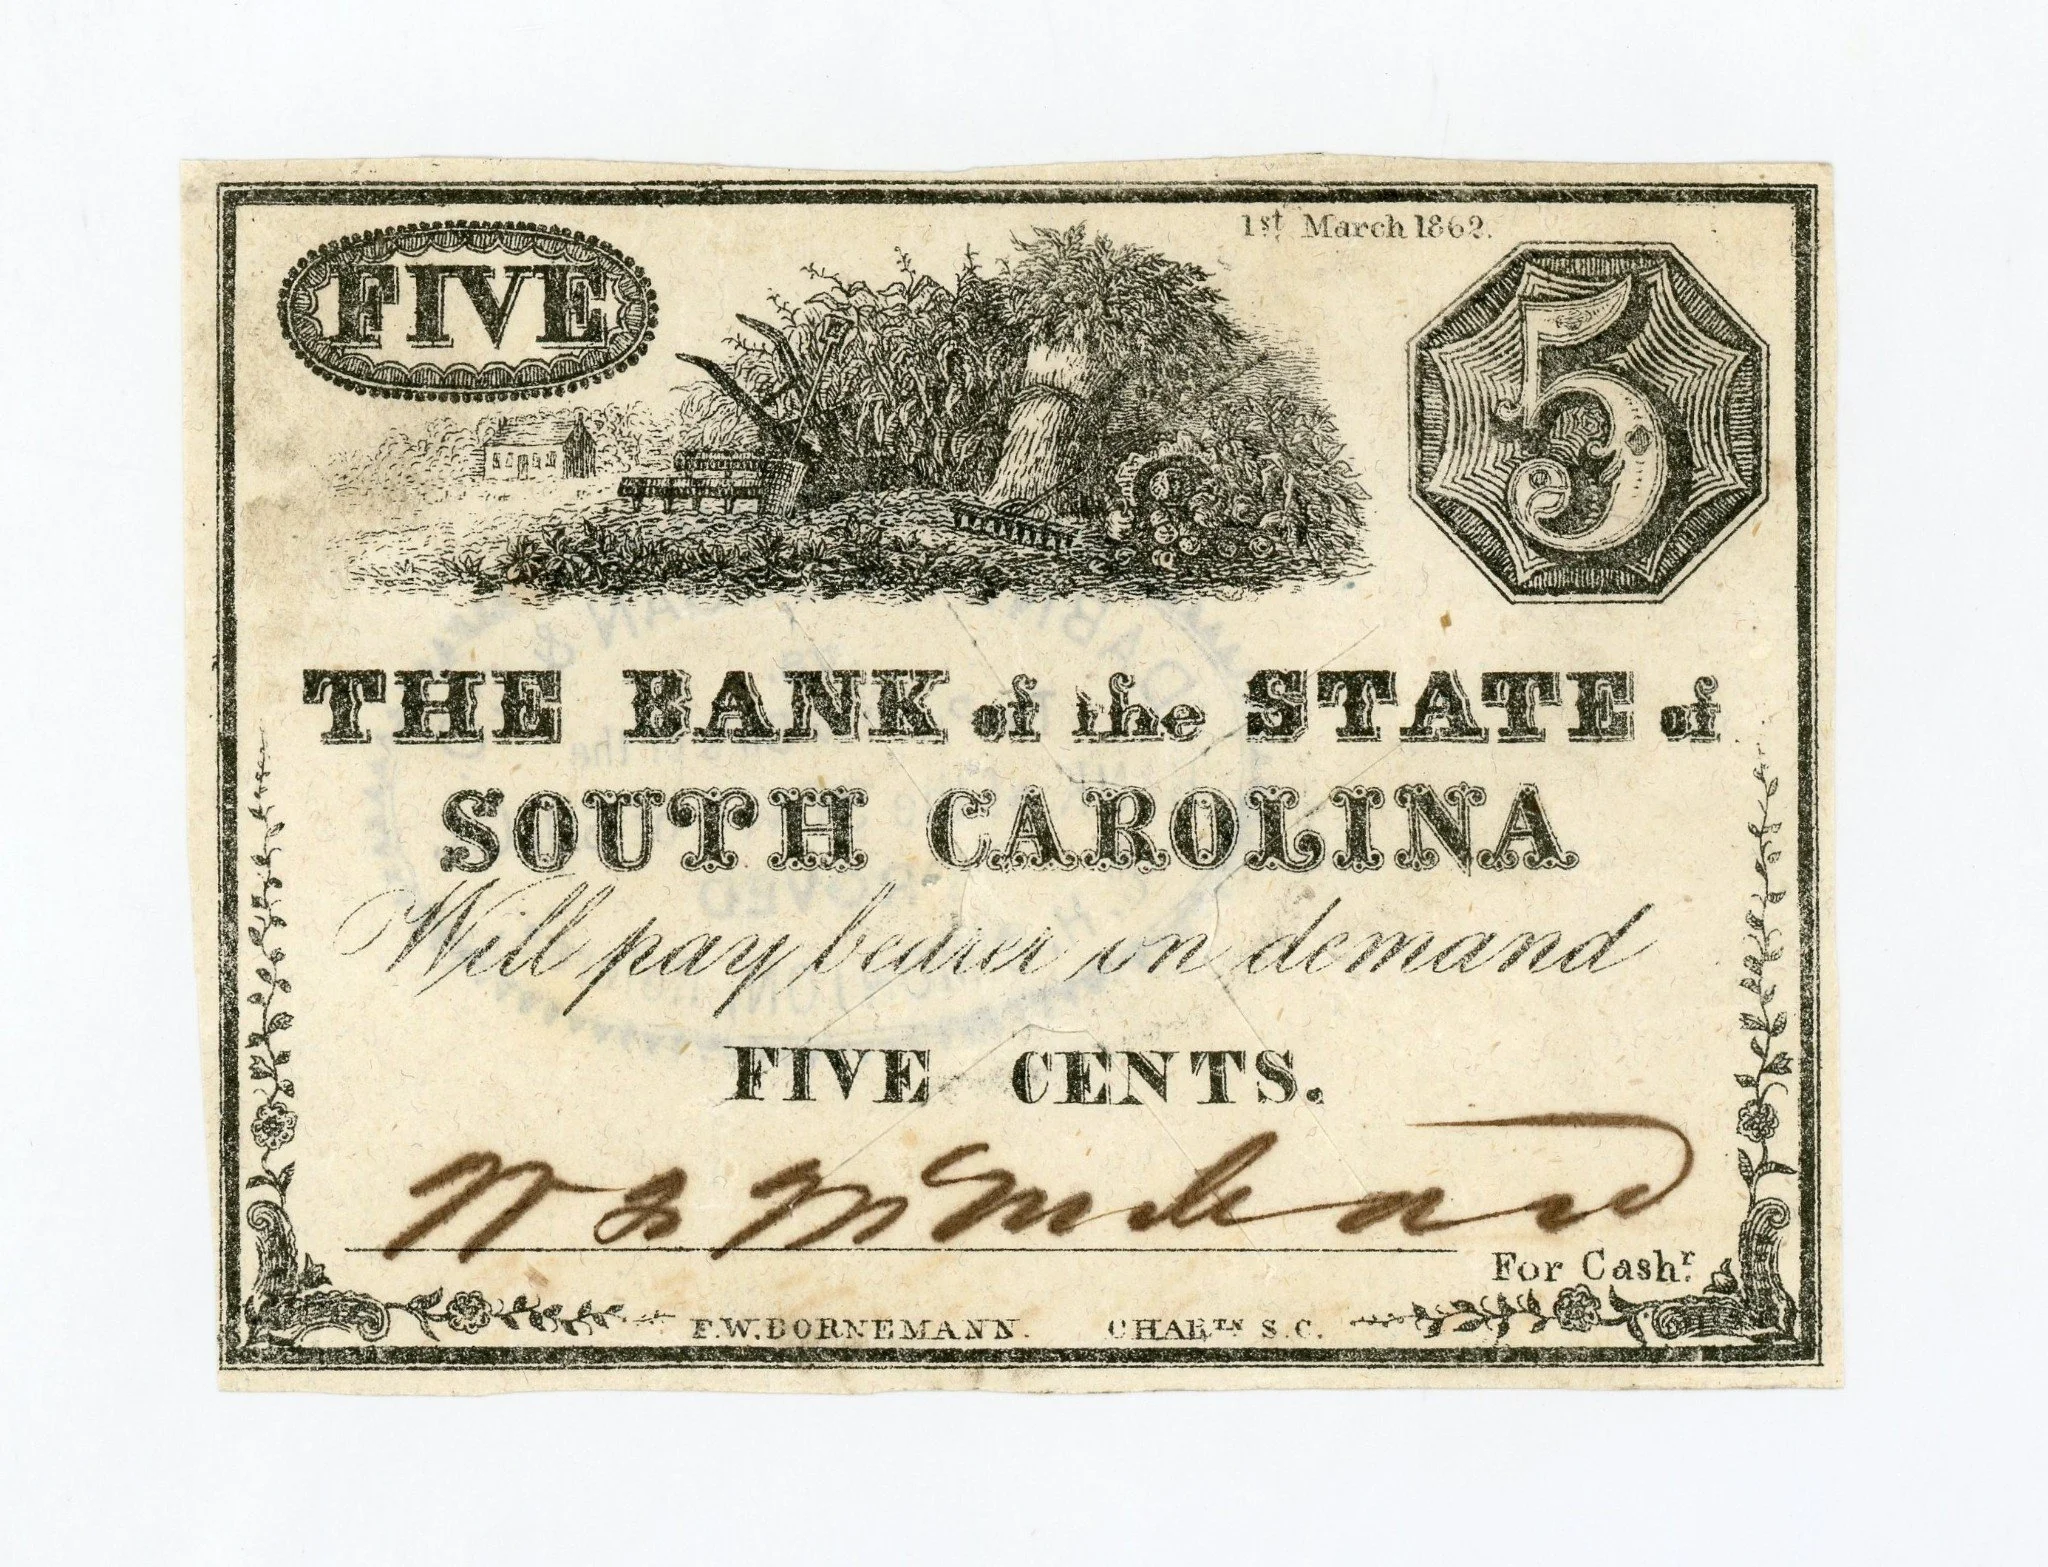 1st March 1862.
FIVE
5
THE BANK of the STATE of
SOUTH CAROLINA
Will pay bearer on demand
FIVE CENTS.
For Cashr.
F.W. BORNEMANN. CHARTN S.C.